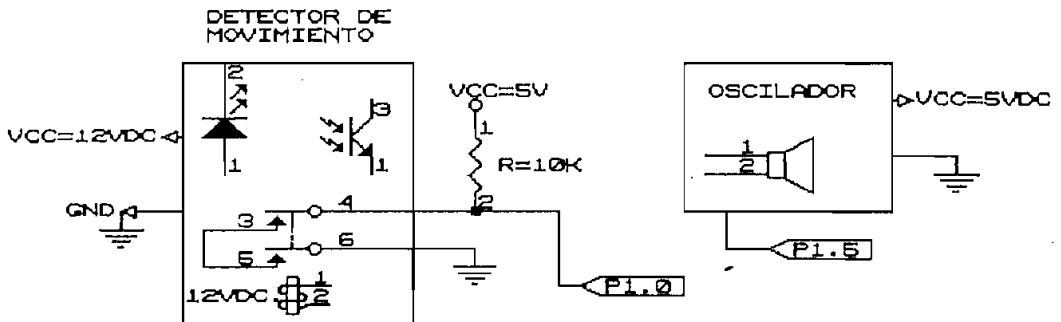 DETECTOR DE
MOVIMIENTO
2
VCC=12VDC
1
3
1
VCC=5V
1
R=10K
2
GND
3
4
5
6
12VDC
1
2
P1.0
OSCILADOR
VCC=5VDC
1
2
P1.5